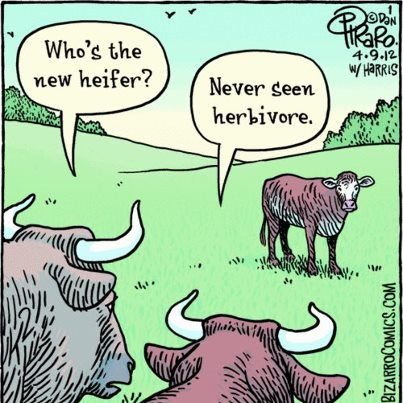 Who's the
new heifer?
Never seen
herbivore.
© DAN
PIRARO.
4.9.12
W/ HARRIS
BIZARROCOMICS.COM